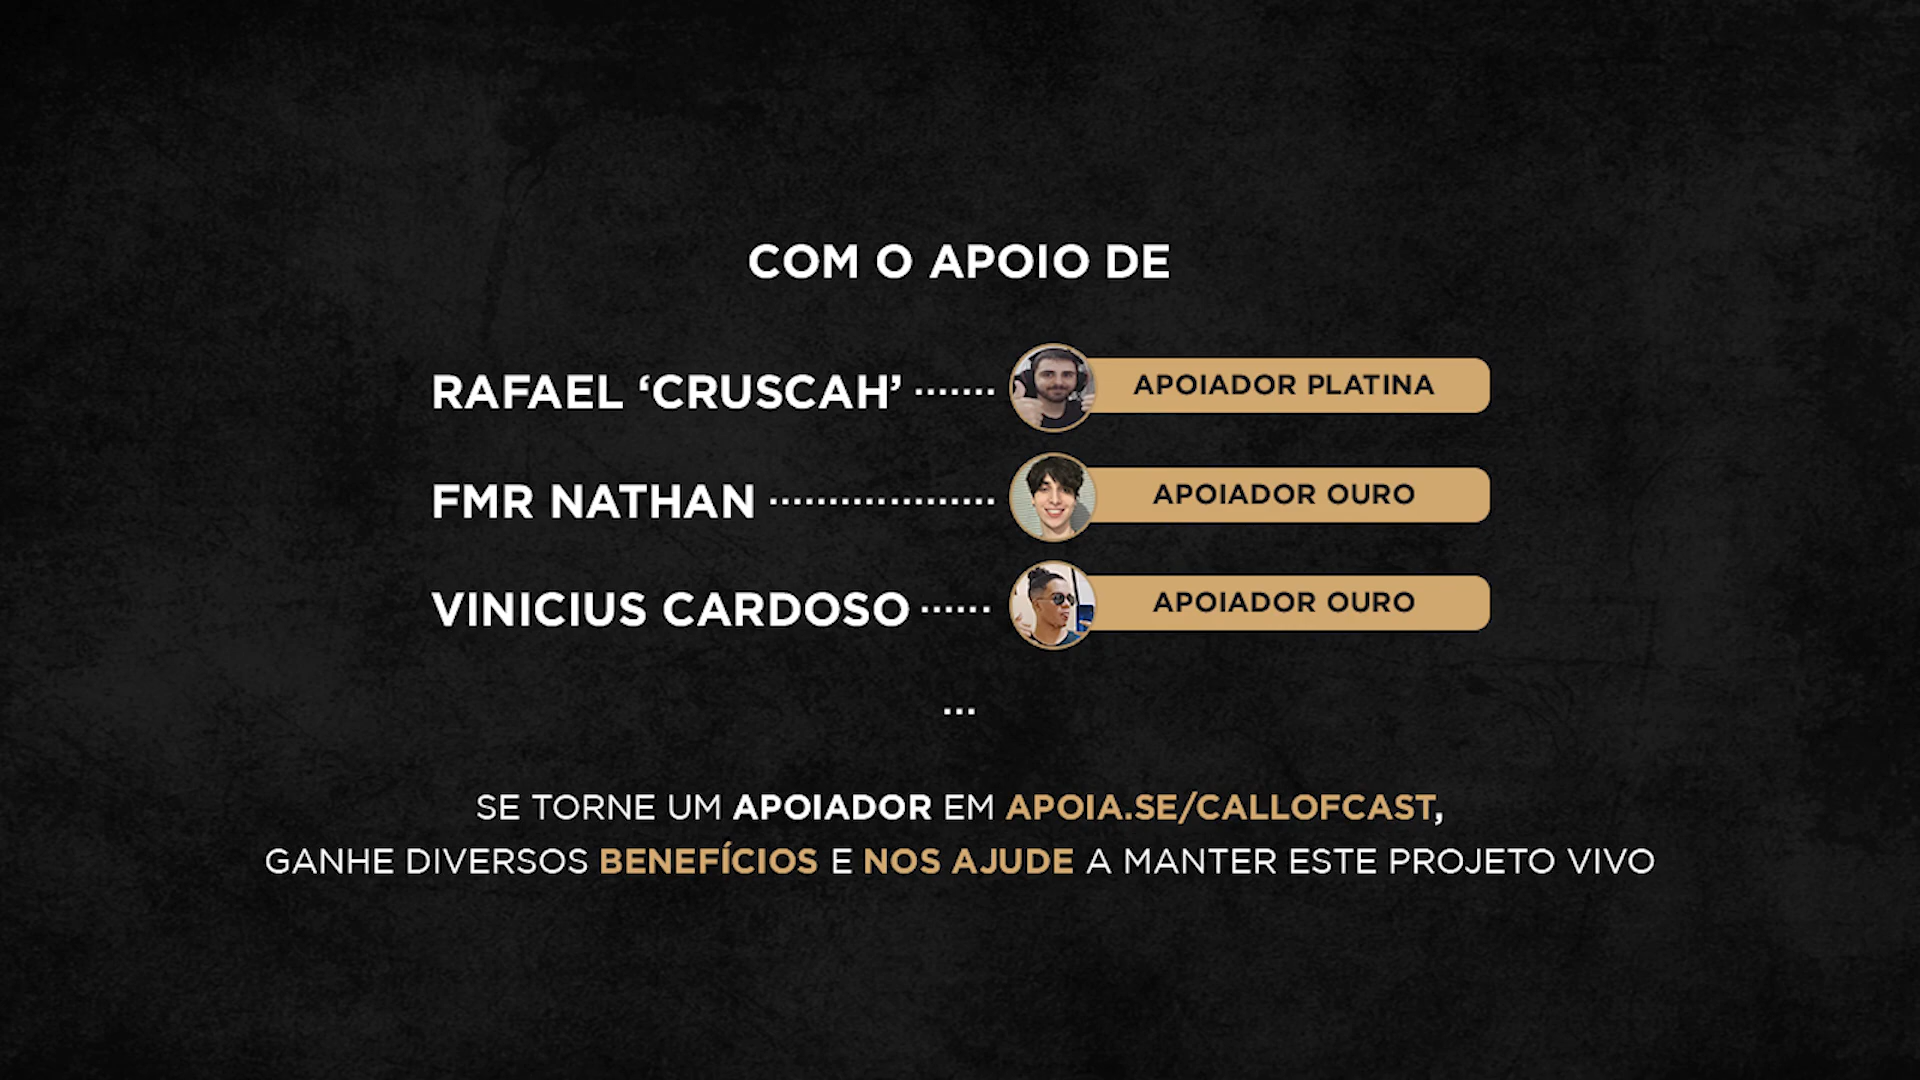 COM O APOIO DE
RAFAEL ‘CRUSCAH’ ....... APOIADOR PLATINA
FMR NATHAN ................... APOIADOR OURO
VINICIUS CARDOSO ...... APOIADOR OURO
...
SE TORNE UM APOIADOR EM APOIA.SE/CALLOFCAST,
GANHE DIVERSOS BENEFÍCIOS E NOS AJUDE A MANTER ESTE PROJETO VIVO